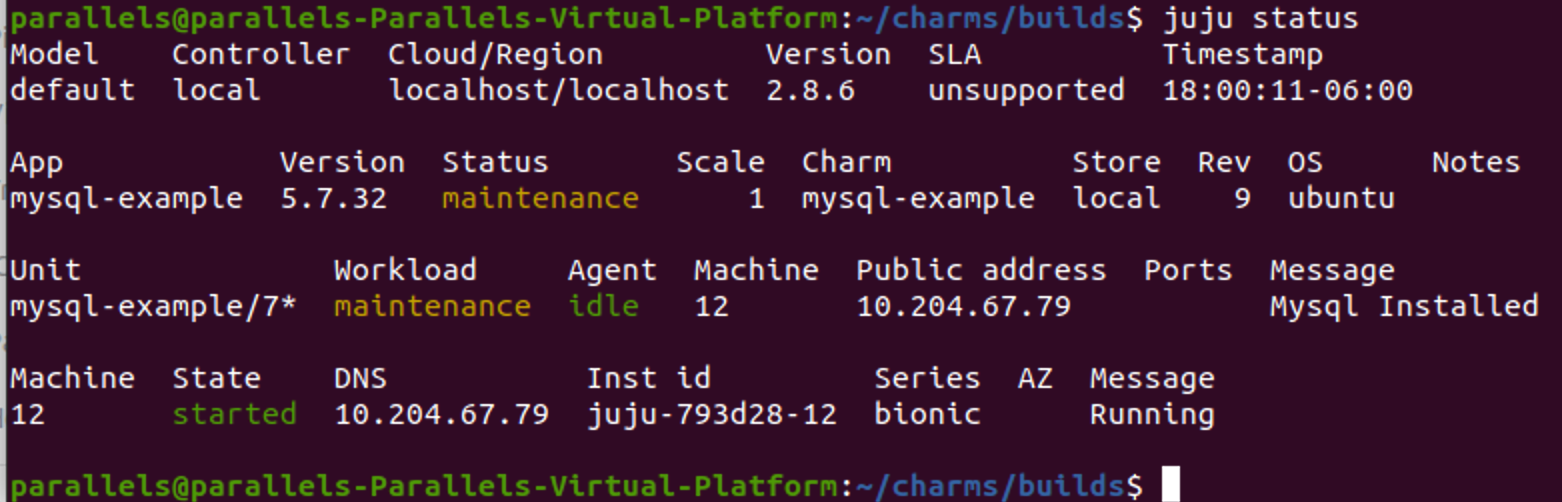 parallels@parallels-Parallels-Virtual-Platform:~/charms/builds$ juju status
Model    Controller  Cloud/Region         Version  SLA          Timestamp
default  local       localhost/localhost  2.8.6    unsupported  18:00:11-06:00
App            Version  Status       Scale  Charm          Store  Rev  OS      Notes
mysql-example  5.7.32   maintenance      1  mysql-example  local    9  ubuntu
Unit              Workload     Agent  Machine  Public address  Ports  Message
mysql-example/7*  maintenance  idle   12       10.204.67.79           Mysql Installed
Machine  State    DNS           Inst id         Series  AZ  Message
12       started  10.204.67.79  juju-793d28-12  bionic      Running
parallels@parallels-Parallels-Virtual-Platform:~/charms/builds$